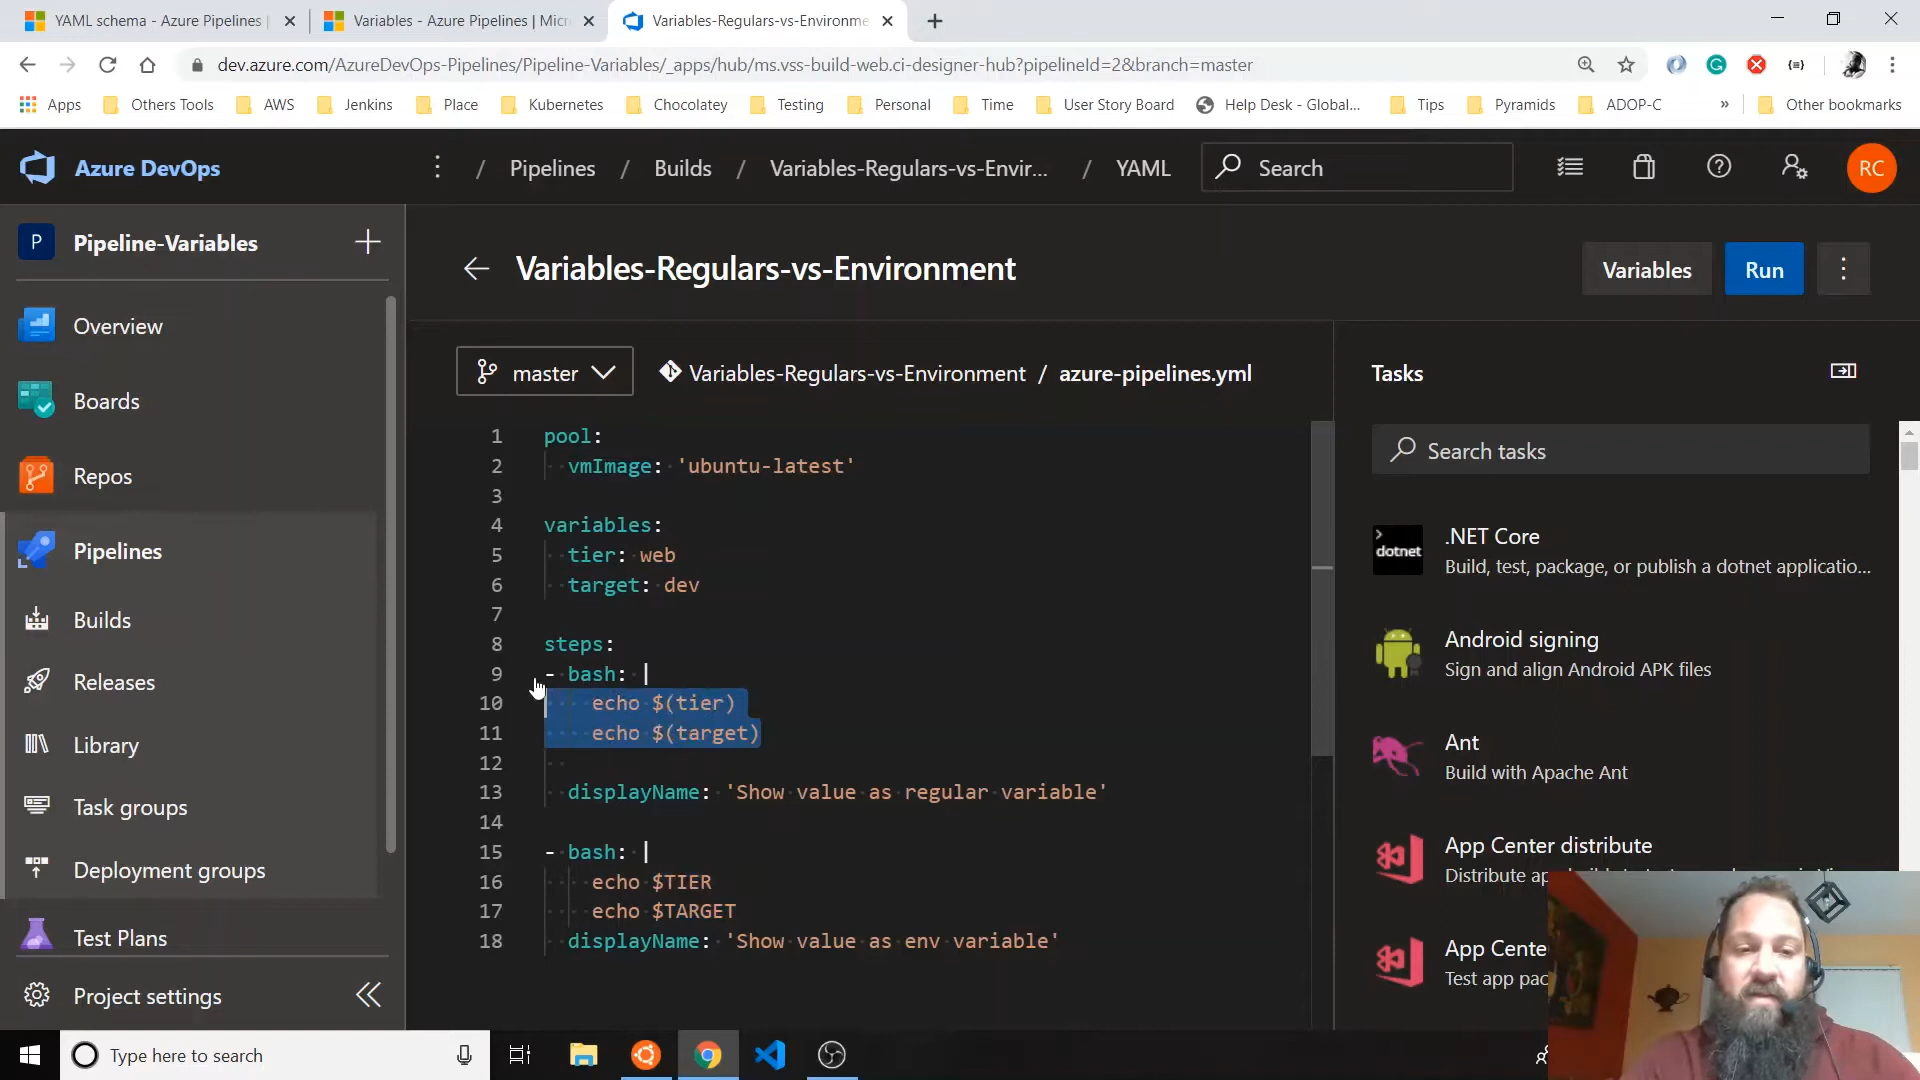 YAML schema - Azure Pipelines |
Variables - Azure Pipelines | Micr
Variables-Regulars-vs-Environme
dev.azure.com/AzureDevOps-Pipelines/Pipeline-Variables/_apps/hub/ms.vss-build-web.ci-designer-hub?pipelineId=2&branch=master
Apps Others Tools AWS Jenkins Place Kubernetes Chocolatey Testing Personal Time User Story Board Help Desk - Global... Tips Pyramids ADOP-C » Other bookmarks
Azure DevOps / Pipelines / Builds / Variables-Regulars-vs-Envir... / YAML Search RC
P Pipeline-Variables
Overview
Boards
Repos
Pipelines
Builds
Releases
Library
Task groups
Deployment groups
Test Plans
Project settings
Variables-Regulars-vs-Environment
Variables Run
master Variables-Regulars-vs-Environment / azure-pipelines.yml
1 pool:
2 vmImage: 'ubuntu-latest'
3
4 variables:
5 tier: web
6 target: dev
7
8 steps:
9 - bash: |
10 echo $(tier)
11 echo $(target)
12
13 displayName: 'Show value as regular variable'
14
15 - bash: |
16 echo $TIER
17 echo $TARGET
18 displayName: 'Show value as env variable'
Tasks
Search tasks
dotnet
.NET Core
Build, test, package, or publish a dotnet applicatio...
Android signing
Sign and align Android APK files
Ant
Build with Apache Ant
App Center distribute
Distribute
App Cente
Test app pac
Type here to search